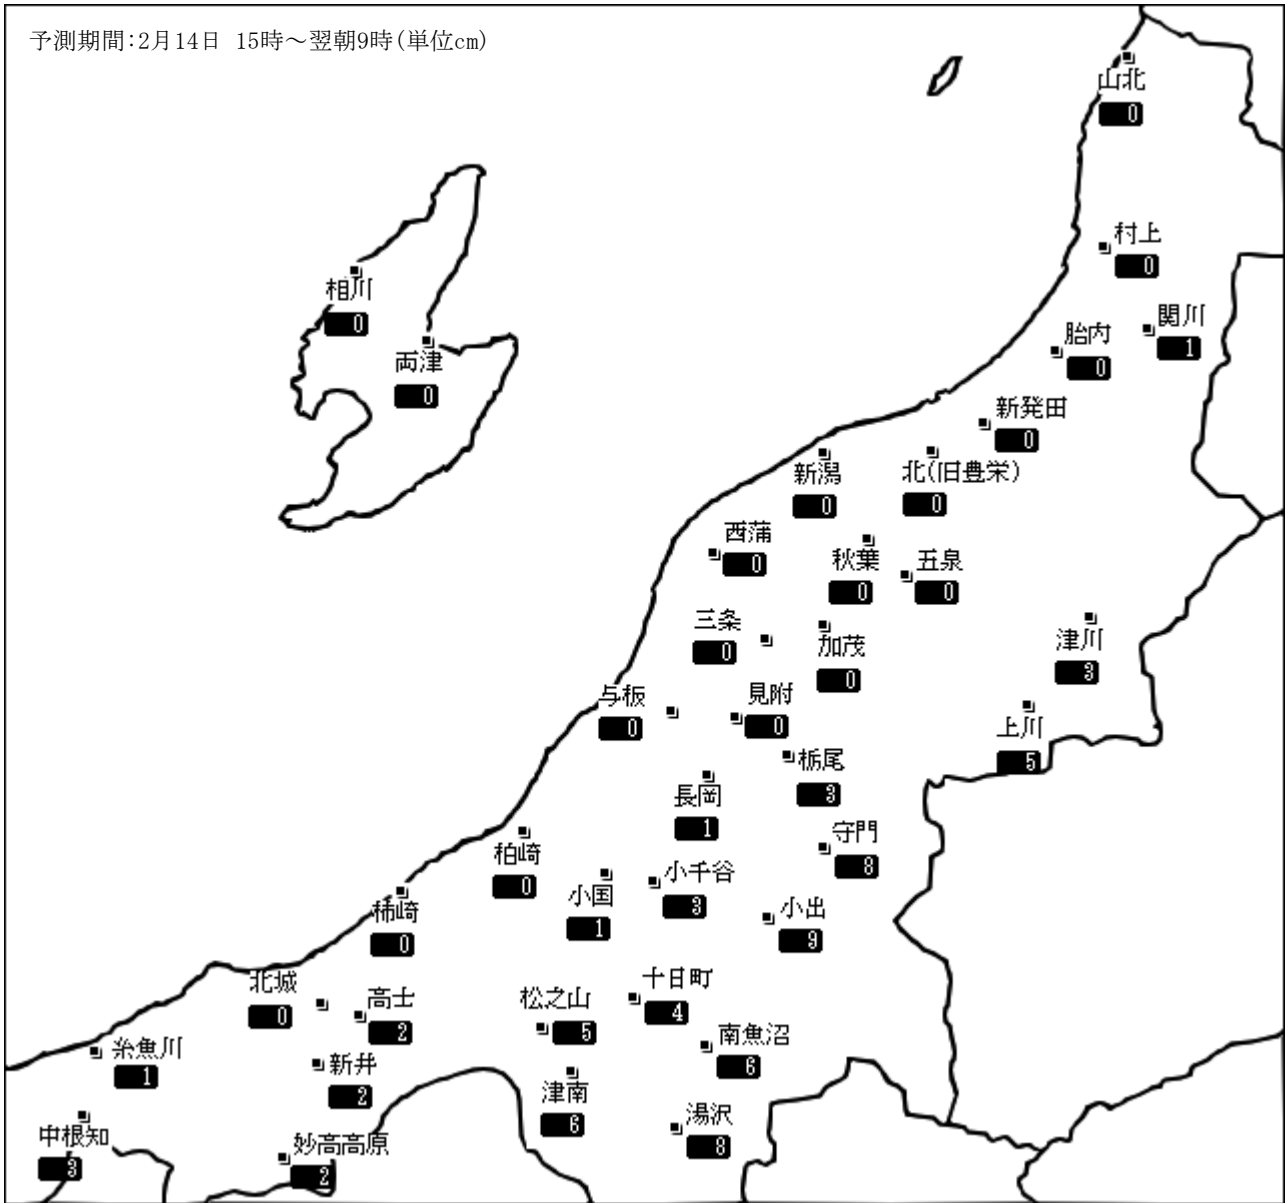 予測期間:2月14日 15時～翌朝9時(単位cm)
山北
0
村上
0
相川
0
関川
1
胎内
0
両津
0
新発田
0
新潟
0
北(旧豊栄)
0
西蒲
0
秋葉
0
五泉
0
三条
0
加茂
0
津川
3
与板
0
見附
0
上川
5
栃尾
3
長岡
1
守門
8
柏崎
0
小千谷
3
小国
1
小出
9
柿崎
0
北城
0
高士
2
松之山
5
十日町
4
南魚沼
6
糸魚川
1
新井
2
津南
6
湯沢
8
中根知
3
妙高高原
2